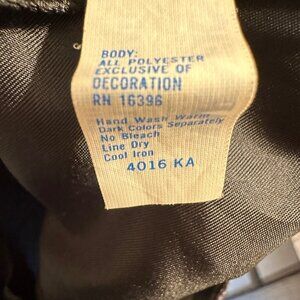 BODY:
ALL POLYESTER
EXCLUSIVE OF
DECORATION
RN 16396
Hand Wash Warm
Dark Colors Separately
No Bleach
Line Dry
Cool Iron
4016 KA